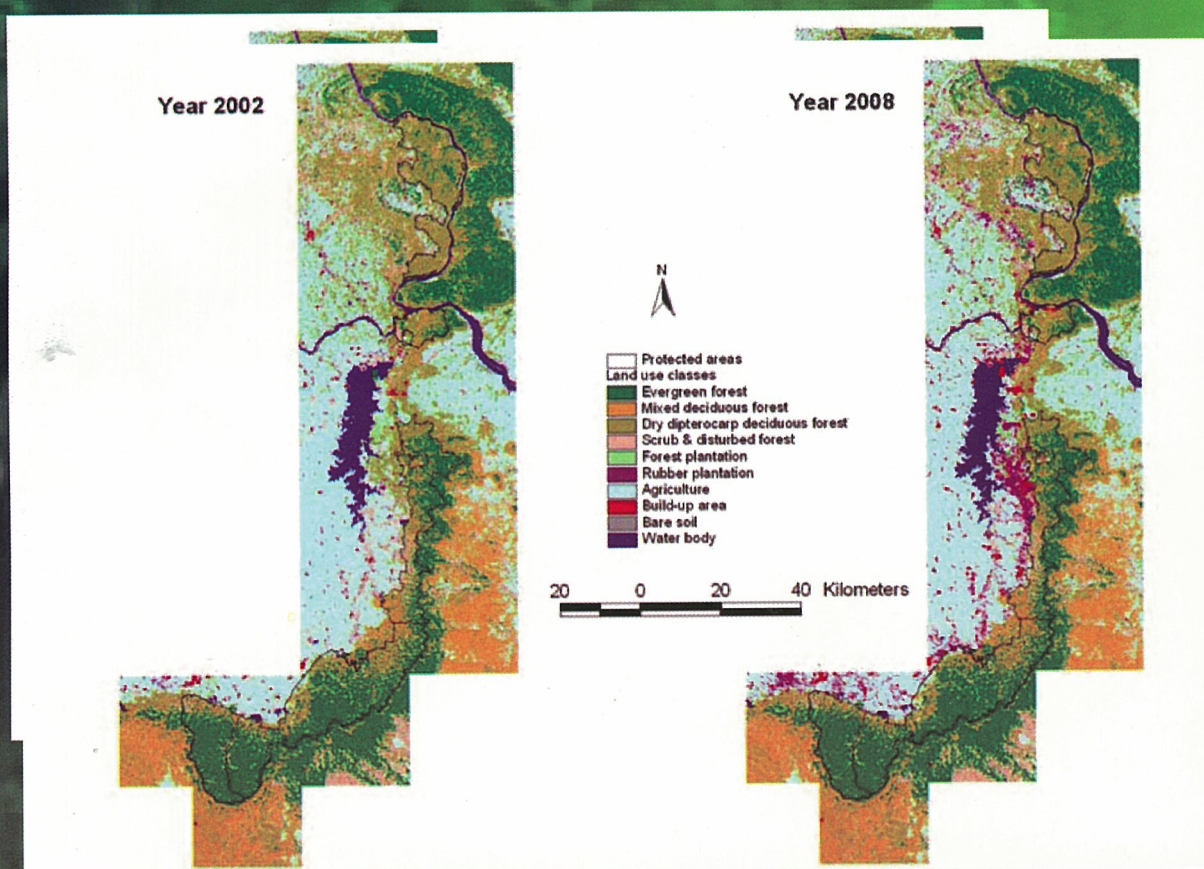 Year 2002
Year 2008
N
Protected areas
Land use classes
Evergreen forest
Mixed deciduous forest
Dry dipterocarp deciduous forest
Scrub & disturbed forest
Forest plantation
Rubber plantation
Agriculture
Build-up area
Bare soil
Water body
20 0 20 40 Kilometers